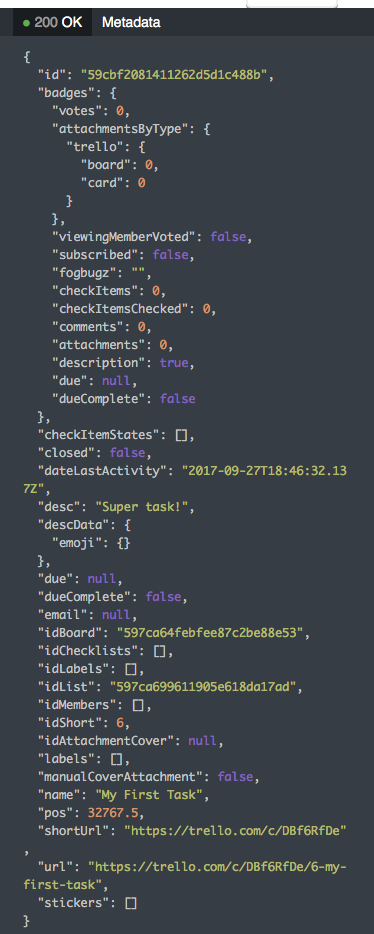 200 OK Metadata
{
"id": "59cbf2081411262d5d1c488b",
"badges": {
"votes": 0,
"attachmentsByType": {
"trello": {
"board": 0,
"card": 0
}
},
"viewingMemberVoted": false,
"subscribed": false,
"fogbugz": "",
"checkItems": 0,
"checkItemsChecked": 0,
"comments": 0,
"attachments": 0,
"description": true,
"due": null,
"dueComplete": false
},
"checkItemStates": [],
"closed": false,
"dateLastActivity": "2017-09-27T18:46:32.13
7Z",
"desc": "Super task!",
"descData": {
"emoji": {}
},
"due": null,
"dueComplete": false,
"email": null,
"idBoard": "597ca64febfee87c2be88e53",
"idChecklists": [],
"idLabels": [],
"idList": "597ca699611905e618da17ad",
"idMembers": [],
"idShort": 6,
"idAttachmentCover": null,
"labels": [],
"manualCoverAttachment": false,
"name": "My First Task",
"pos": 32767.5,
"shortUrl": "https://trello.com/c/DBf6RfDe"
,
"url": "https://trello.com/c/DBf6RfDe/6-my-
first-task",
"stickers": []
}